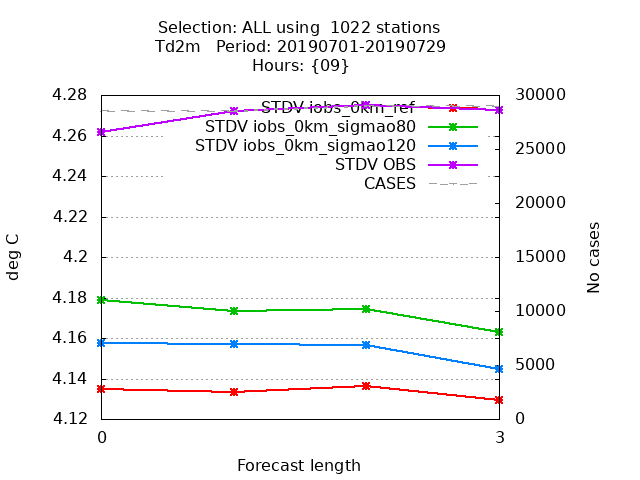 Selection: ALL using  1022 stations
Td2m   Period: 20190701-20190729
Hours: {09}
4.28
4.26
4.24
4.22
4.2
4.18
4.16
4.14
4.12
deg C
STDV iobs_0km_ref
STDV iobs_0km_sigmao80
STDV iobs_0km_sigmao120
STDV OBS
CASES
30000
25000
20000
15000
10000
5000
0
No cases
0
3
Forecast length